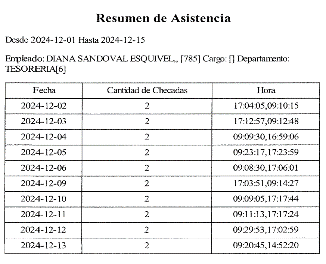 Resumen de Asistencia
Desde 2024-12-01 Hasta 2024-12-15
Empleado: DIANA SANDOVAL ESQUIVEL,, [785] Cargo: [] Departamento:
TESORERIA[6]
Fecha Cantidad de Checadas Hora
2024-12-02 2 17:04:05,09:10:15
2024-12-03 2 17:12:57,09:12:48
2024-12-04 2 09:09:30,16:59:06
2024-12-05 2 09:23:17,17:23:59
2024-12-06 2 09:08:30,17:06:01
2024-12-09 2 17:03:51,09:14:27
2024-12-10 2 09:09:05,17:17:44
2024-12-11 2 09:11:13,17:17:24
2024-12-12 2 09:29:53,17:02:59
2024-12-13 2 09:20:45,14:52:20